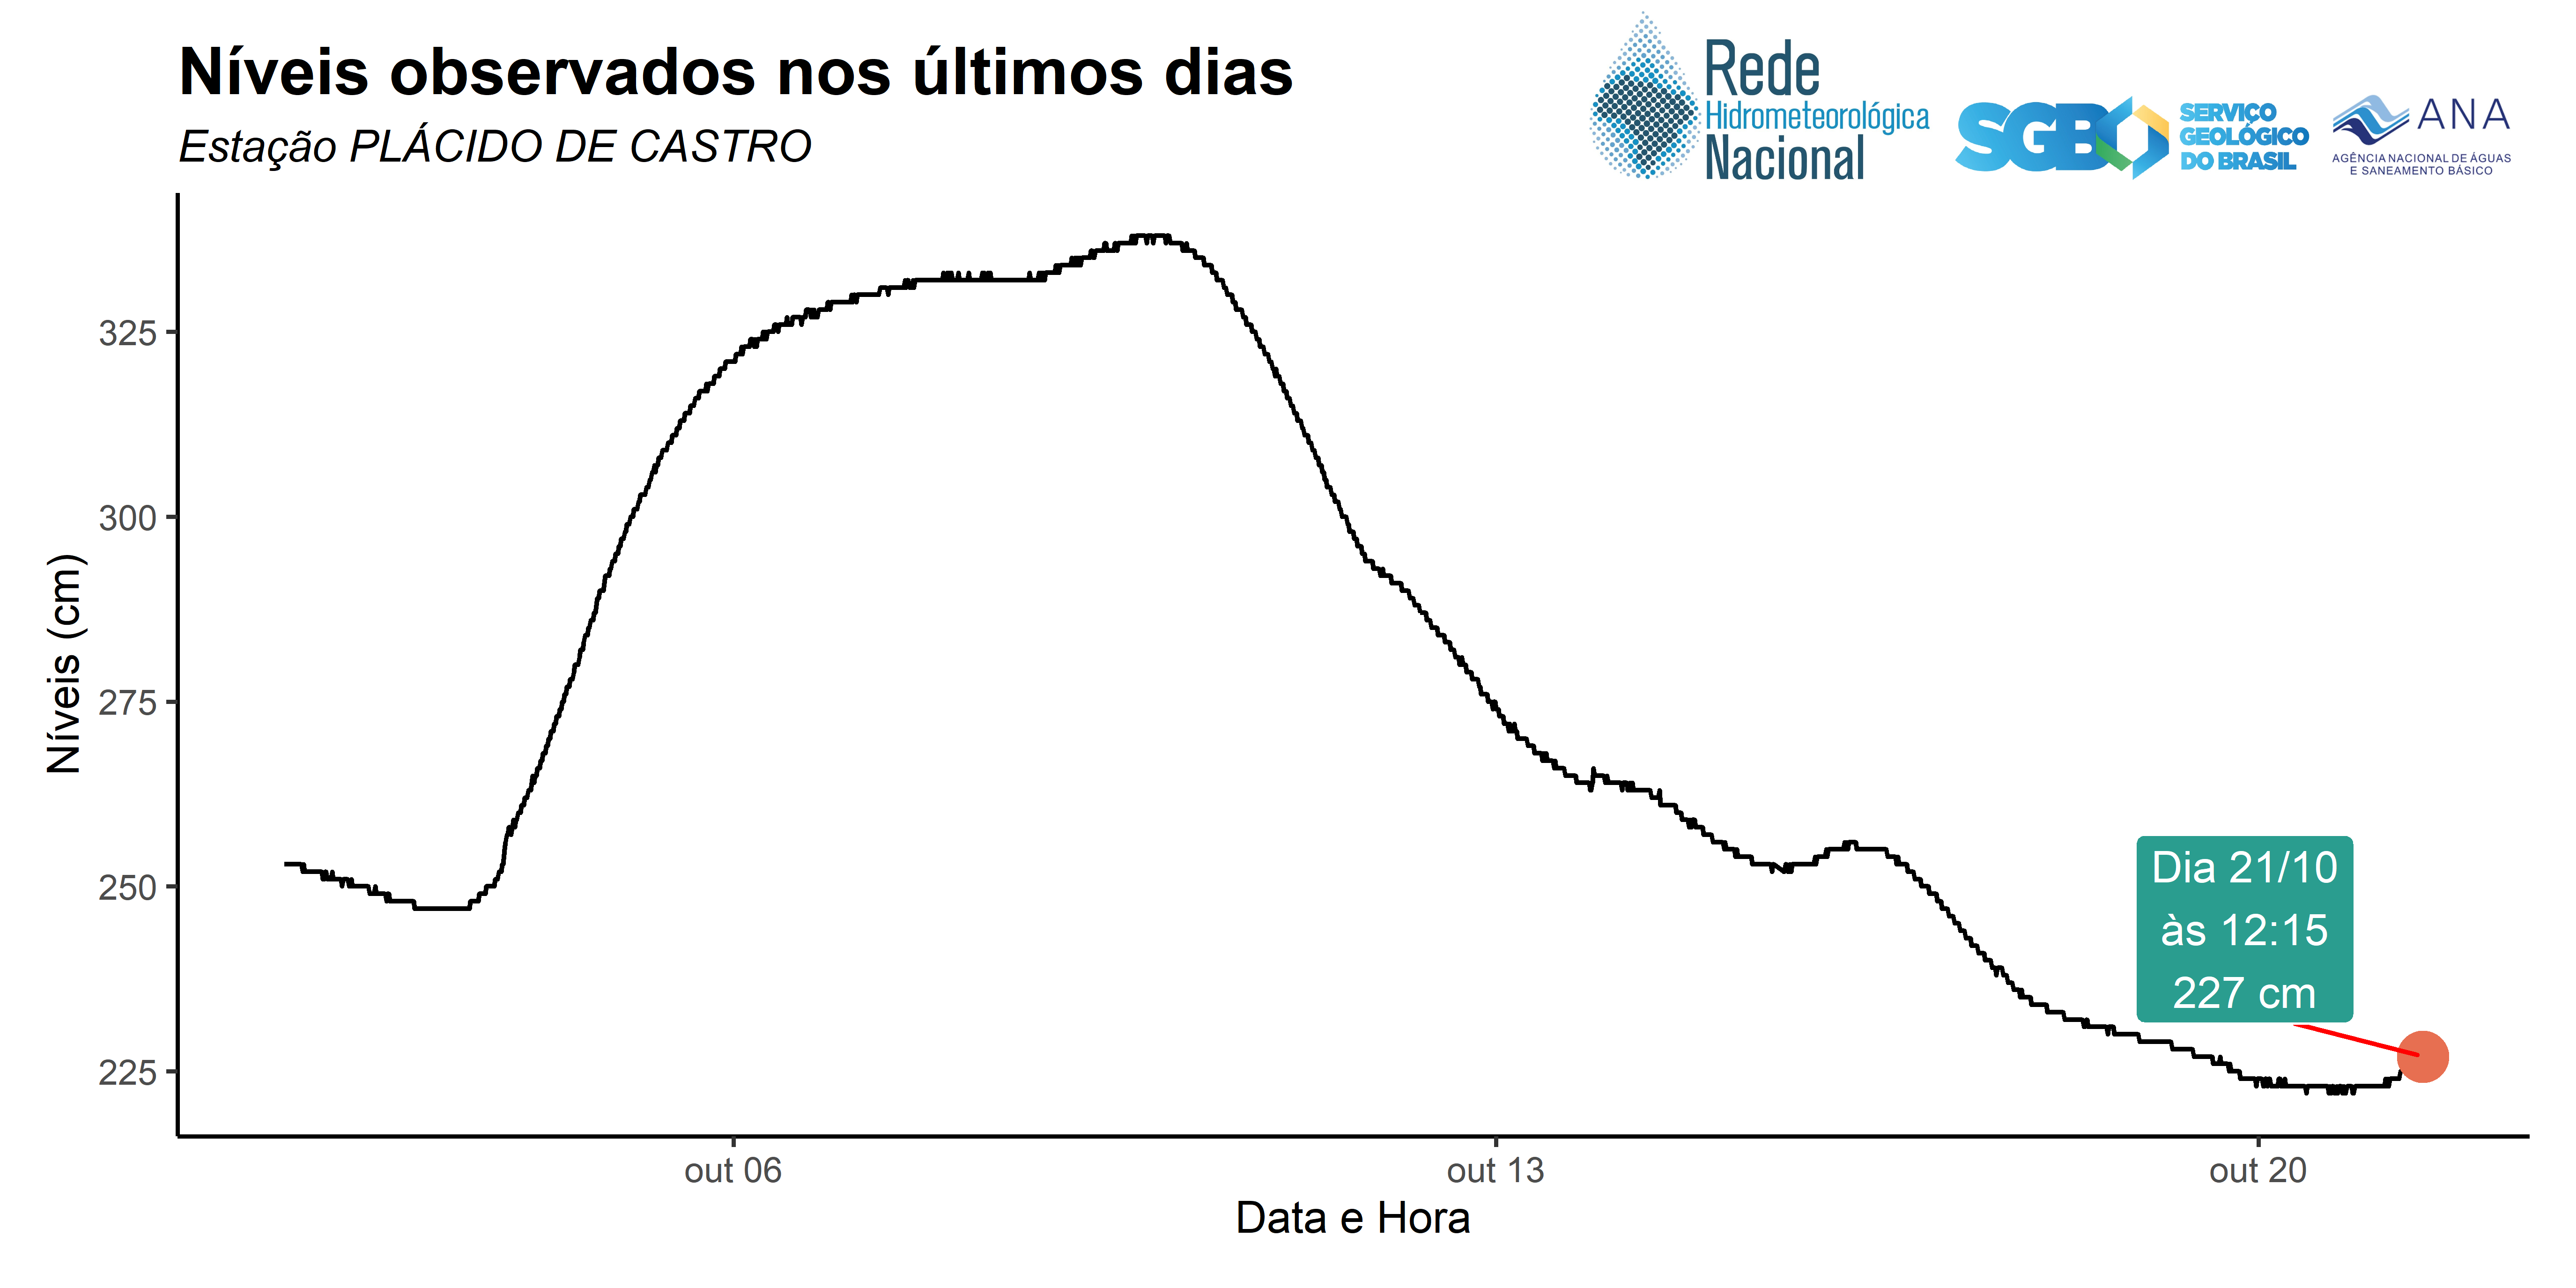 Níveis observados nos últimos dias
Estação PLÁCIDO DE CASTRO
Rede
Hidrometeorológica
Nacional
SGB
SERVIÇO
GEOLÓGICO
DO BRASIL
ANA
AGÊNCIA NACIONAL DE ÁGUAS
E SANEAMENTO BÁSICO
Níveis (cm)
325
300
275
250
225
Dia 21/10
às 12:15
227 cm
out 06
out 13
out 20
Data e Hora